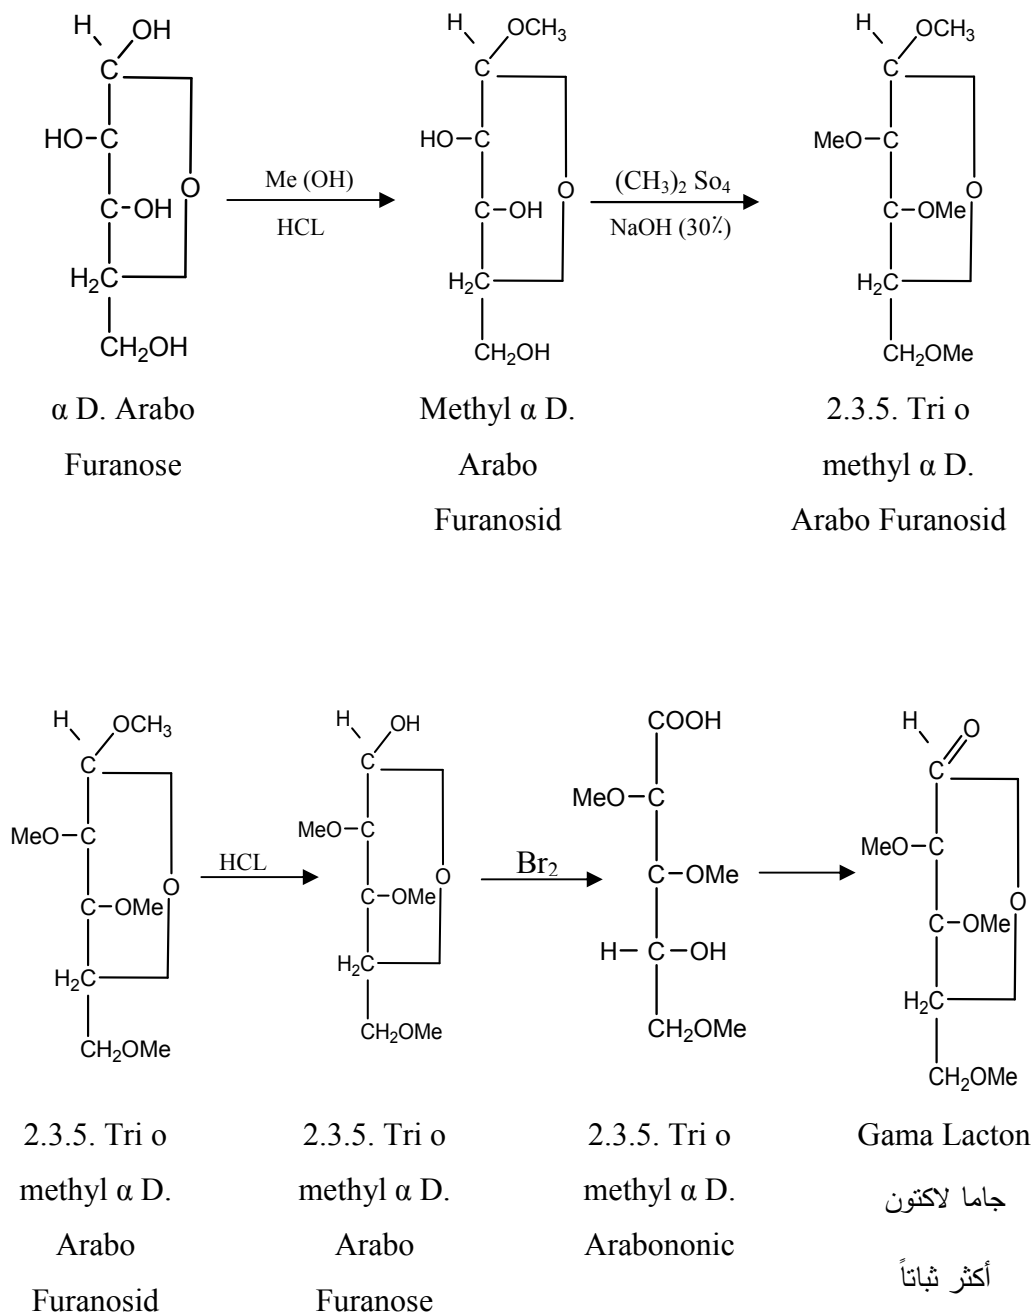 H OH
C
HO-C
O
C-OH
H₂C
CH₂OH
α D. Arabo
Furanose
Me (OH)
HCL
H OCH₃
C
HO-C
O
C-OH
H₂C
CH₂OH
Methyl α D.
Arabo
Furanosid
(CH₃)₂ So₄
NaOH (30٪)
H OCH₃
C
MeO-C
O
C-OMe
H₂C
CH₂OMe
2.3.5. Tri o
methyl α D.
Arabo Furanosid
H OCH₃
C
MeO-C
O
C-OMe
H₂C
CH₂OMe
2.3.5. Tri o
methyl α D.
Arabo
Furanosid
HCL
H OH
C
MeO-C
O
C-OMe
H₂C
CH₂OMe
2.3.5. Tri o
methyl α D.
Arabo
Furanose
Br₂
COOH
MeO-C
C-OMe
H-C-OH
CH₂OMe
2.3.5. Tri o
methyl α D.
Arabononic
H O
C
MeO-C
O
C-OMe
H₂C
CH₂OMe
Gama Lacton
جاما لاكتون
أكثر ثباتاً